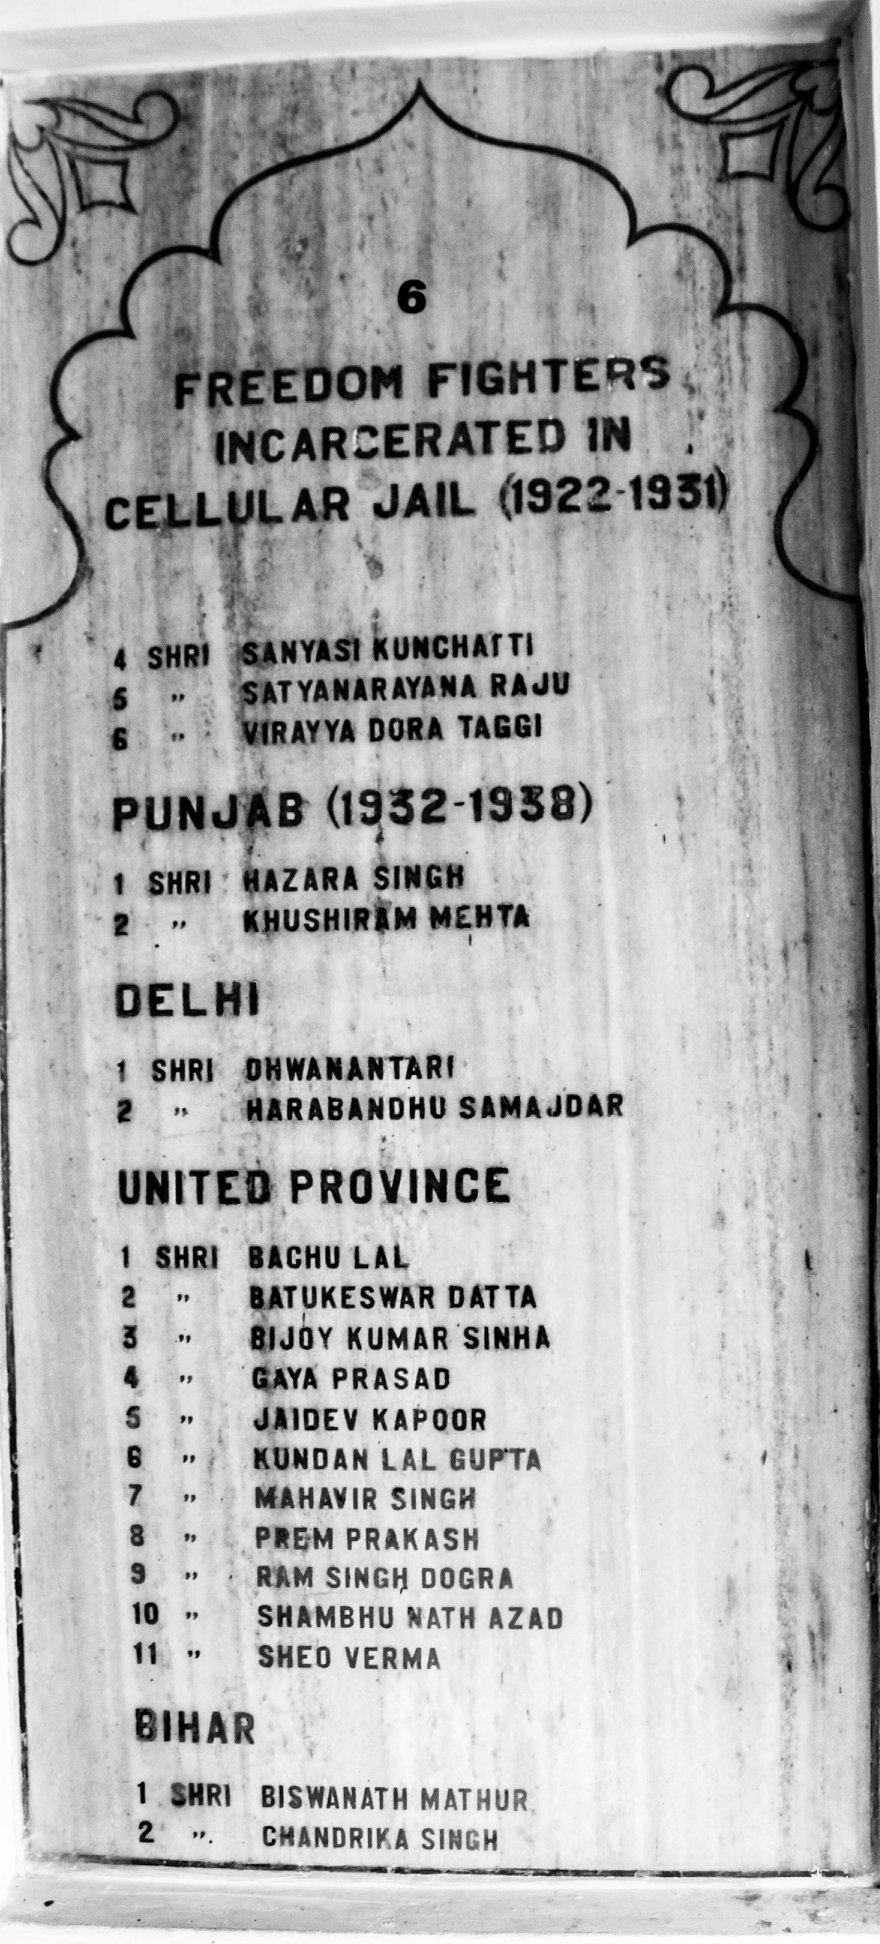 6
FREEDOM FIGHTERS
INCARCERATED IN
CELLULAR JAIL (1922-1931)
4 SHRI SANYASI KUNCHATTI
5 " SATYANARAYANA RAJU
6 " VIRAYYA DORA TAGGI
PUNJAB (1932-1938)
1 SHRI HAZARA SINGH
2 " KHUSHIRAM MEHTA
DELHI
1 SHRI DHWANANTARI
2 " HARABANDHU SAMAJDAR
UNITED PROVINCE
1 SHRI BACHU LAL
2 " BATUKESWAR DATTA
3 " BIJOY KUMAR SINHA
4 " GAYA PRASAD
5 " JAIDEV KAPOOR
6 " KUNDAN LAL GUPTA
7 " MAHAVIR SINGH
8 " PREM PRAKASH
9 " RAM SINGH DOGRA
10 " SHAMBHU NATH AZAD
11 " SHEO VERMA
BIHAR
1 SHRI BISWANATH MATHUR
2 " CHANDRIKA SINGH